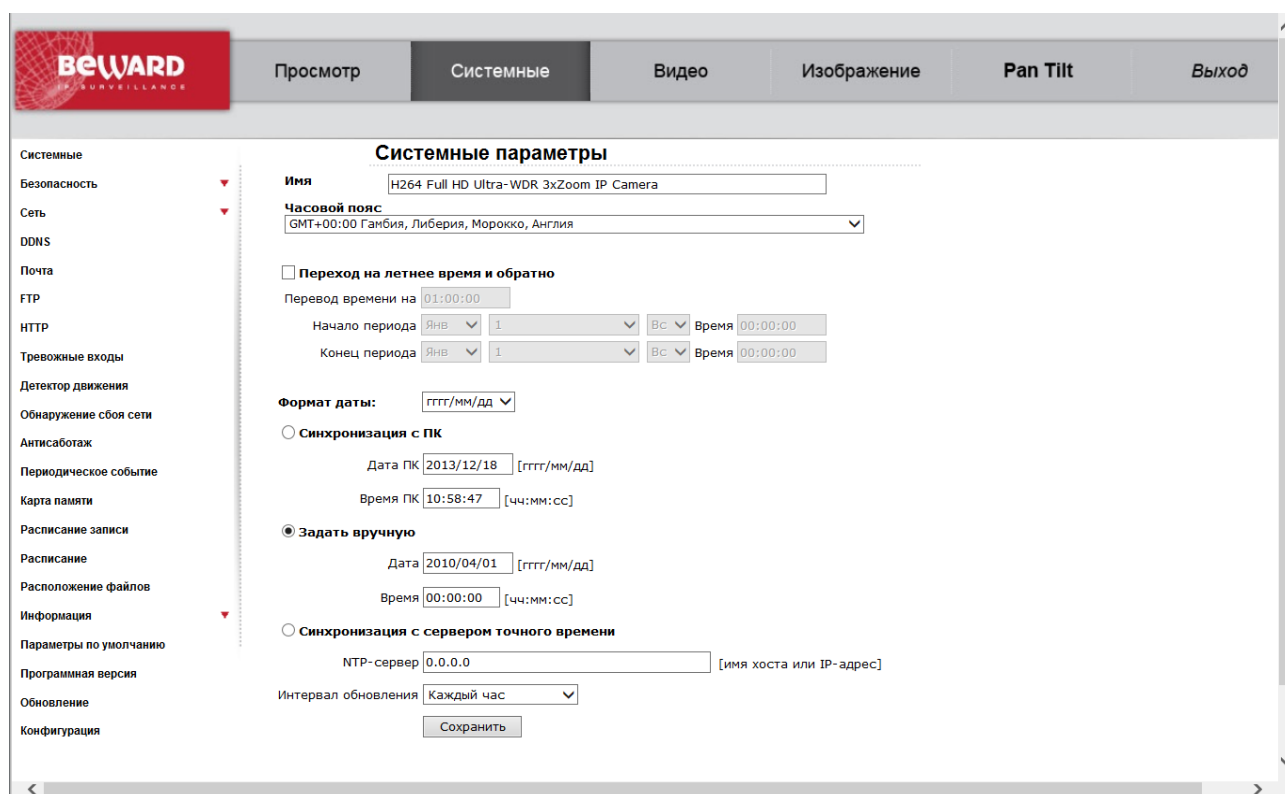 BEWARD
IP SURVEILLANCE
Просмотр
Системные
Видео
Изображение
Pan Tilt
Выход
Системные
Безопасность
Сеть
DDNS
Почта
FTP
HTTP
Тревожные входы
Детектор движения
Обнаружение сбоя сети
Антисаботаж
Периодическое событие
Карта памяти
Расписание записи
Расписание
Расположение файлов
Информация
Параметры по умолчанию
Программная версия
Обновление
Конфигурация
Системные параметры
Имя H264 Full HD Ultra-WDR 3xZoom IP Camera
Часовой пояс
GMT+00:00 Гамбия, Либерия, Морокко, Англия
Переход на летнее время и обратно
Перевод времени на 01:00:00
Начало периода Янв 1 Вс Время 00:00:00
Конец периода Янв 1 Вс Время 00:00:00
Формат даты: гггг/мм/дд
Синхронизация с ПК
Дата ПК 2013/12/18 [гггг/мм/дд]
Время ПК 10:58:47 [чч:мм:сс]
Задать вручную
Дата 2010/04/01 [гггг/мм/дд]
Время 00:00:00 [чч:мм:сс]
Синхронизация с сервером точного времени
NTP-сервер 0.0.0.0 [имя хоста или IP-адрес]
Интервал обновления Каждый час
Сохранить